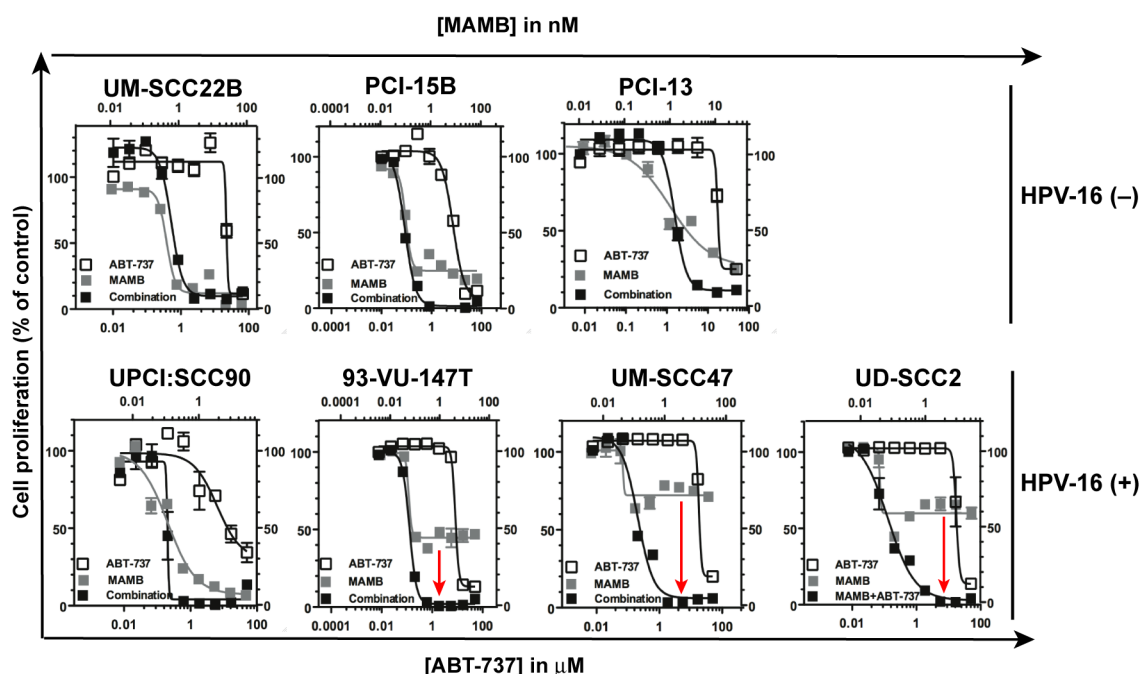 [MAMB] in nM
UM-SCC22B
PCI-15B
PCI-13
0.01 1 100
0.0001 0.01 1 100
0.01 0.1 1 10
100
50
0
ABT-737
MAMB
Combination
100
50
0
0.01 1 100
100
50
0
ABT-737
MAMB
Combination
100
50
0
0.0001 0.01 1 100
100
50
0
ABT-737
MAMB
Combination
100
50
0
0.01 0.1 1 10 100
HPV-16 (–)
Cell proliferation (% of control)
UPCI:SCC90
93-VU-147T
UM-SCC47
UD-SCC2
0.01 1
0.0001 0.01 1 100
0.01 1 100
0.01 1 100
100
50
0
ABT-737
MAMB
Combination
100
50
0
0.01 1
100
50
0
ABT-737
MAMB
Combination
100
50
0
0.0001 0.01 1 100
100
50
0
ABT-737
MAMB
Combination
100
50
0
0.01 1 100
100
50
0
ABT-737
MAMB
MAMB+ABT-737
100
50
0
0.01 1 100
HPV-16 (+)
[ABT-737] in μM